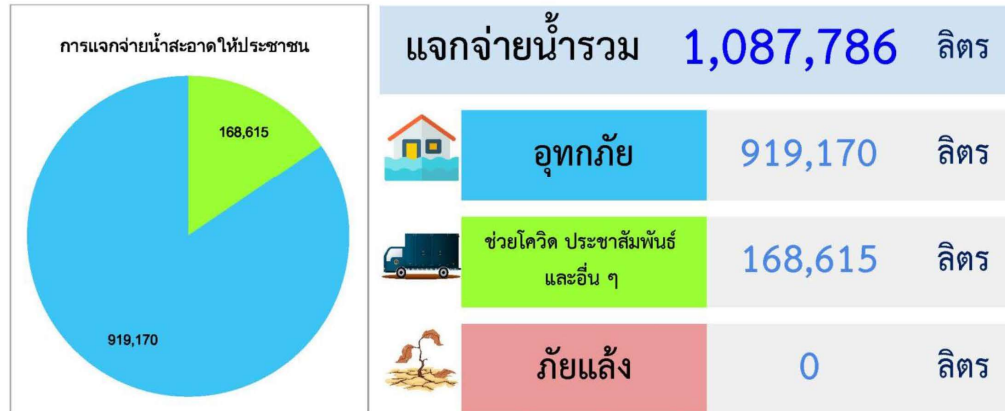 การแจกจ่ายน้ำสะอาดให้ประชาชน
168,615
919,170
แจกจ่ายน้ำรวม 1,087,786 ลิตร
อุทกภัย 919,170 ลิตร
ช่วยโควิด ประชาสัมพันธ์
และอื่น ๆ 168,615 ลิตร
ภัยแล้ง 0 ลิตร